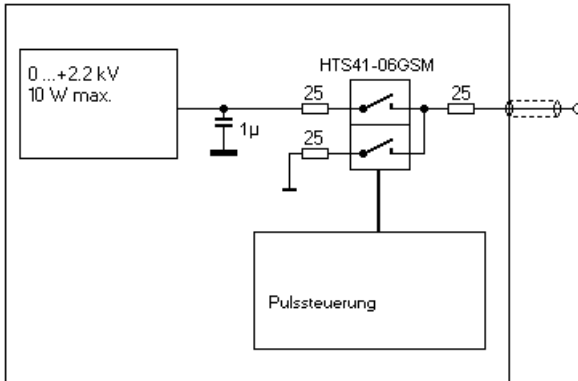 HTS41-06GSM
0 ...+2.2 kV
10 W max.
25
25
1µ
25
Pulssteuerung